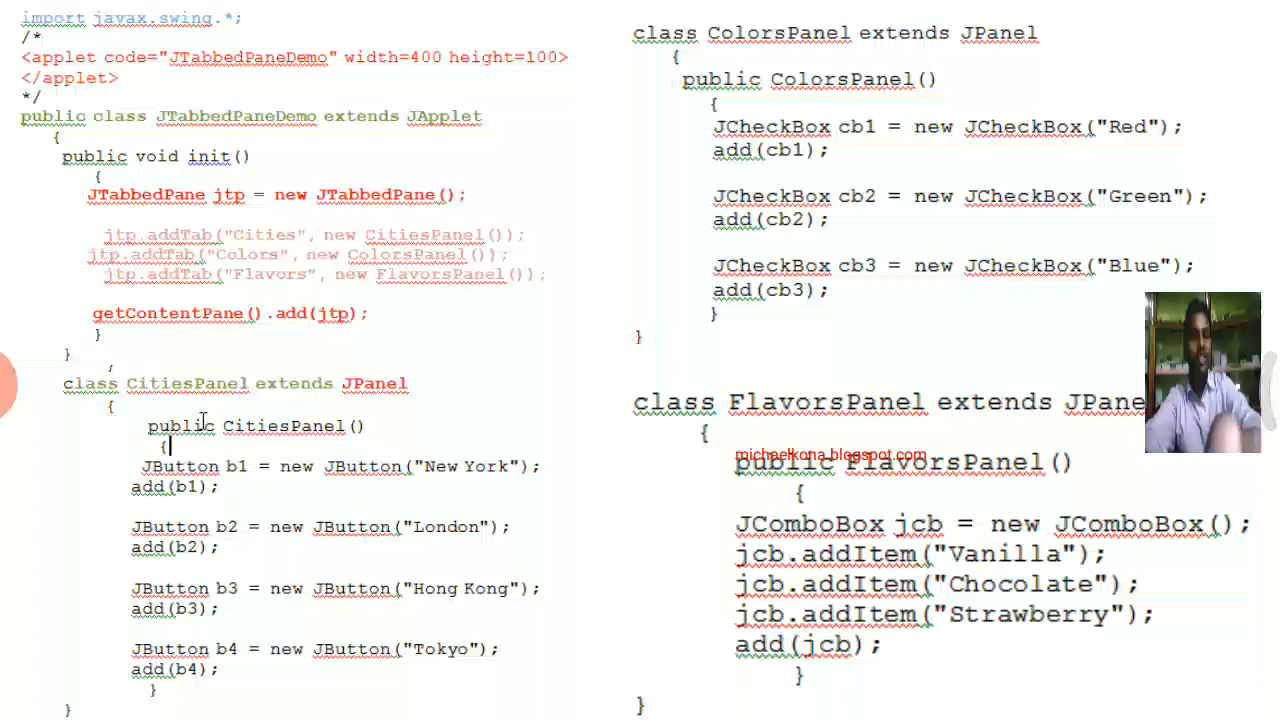 import javax.swing.*;
/*
<applet code="JTabbedPaneDemo" width=400 height=100>
</applet>
*/
public class JTabbedPaneDemo extends JApplet
{
public void init()
{
JTabbedPane jtp = new JTabbedPane();
jtp.addTab("Cities", new CitiesPanel());
jtp.addTab("Colors", new ColorsPanel());
jtp.addTab("Flavors", new FlavorsPanel());
getContentPane().add(jtp);
}
}
class CitiesPanel extends JPanel
{
public CitiesPanel()
{
JButton b1 = new JButton("New York");
add(b1);
JButton b2 = new JButton("London");
add(b2);
JButton b3 = new JButton("Hong Kong");
add(b3);
JButton b4 = new JButton("Tokyo");
add(b4);
}
}
class ColorsPanel extends JPanel
{
public ColorsPanel()
{
JCheckBox cb1 = new JCheckBox("Red");
add(cb1);
JCheckBox cb2 = new JCheckBox("Green");
add(cb2);
JCheckBox cb3 = new JCheckBox("Blue");
add(cb3);
}
}
class FlavorsPanel extends JPane
{
michaelkona.blogspot.com
public FlavorsPanel()
{
JComboBox jcb = new JComboBox();
jcb.addItem("Vanilla");
jcb.addItem("Chocolate");
jcb.addItem("Strawberry");
add(jcb);
}
}